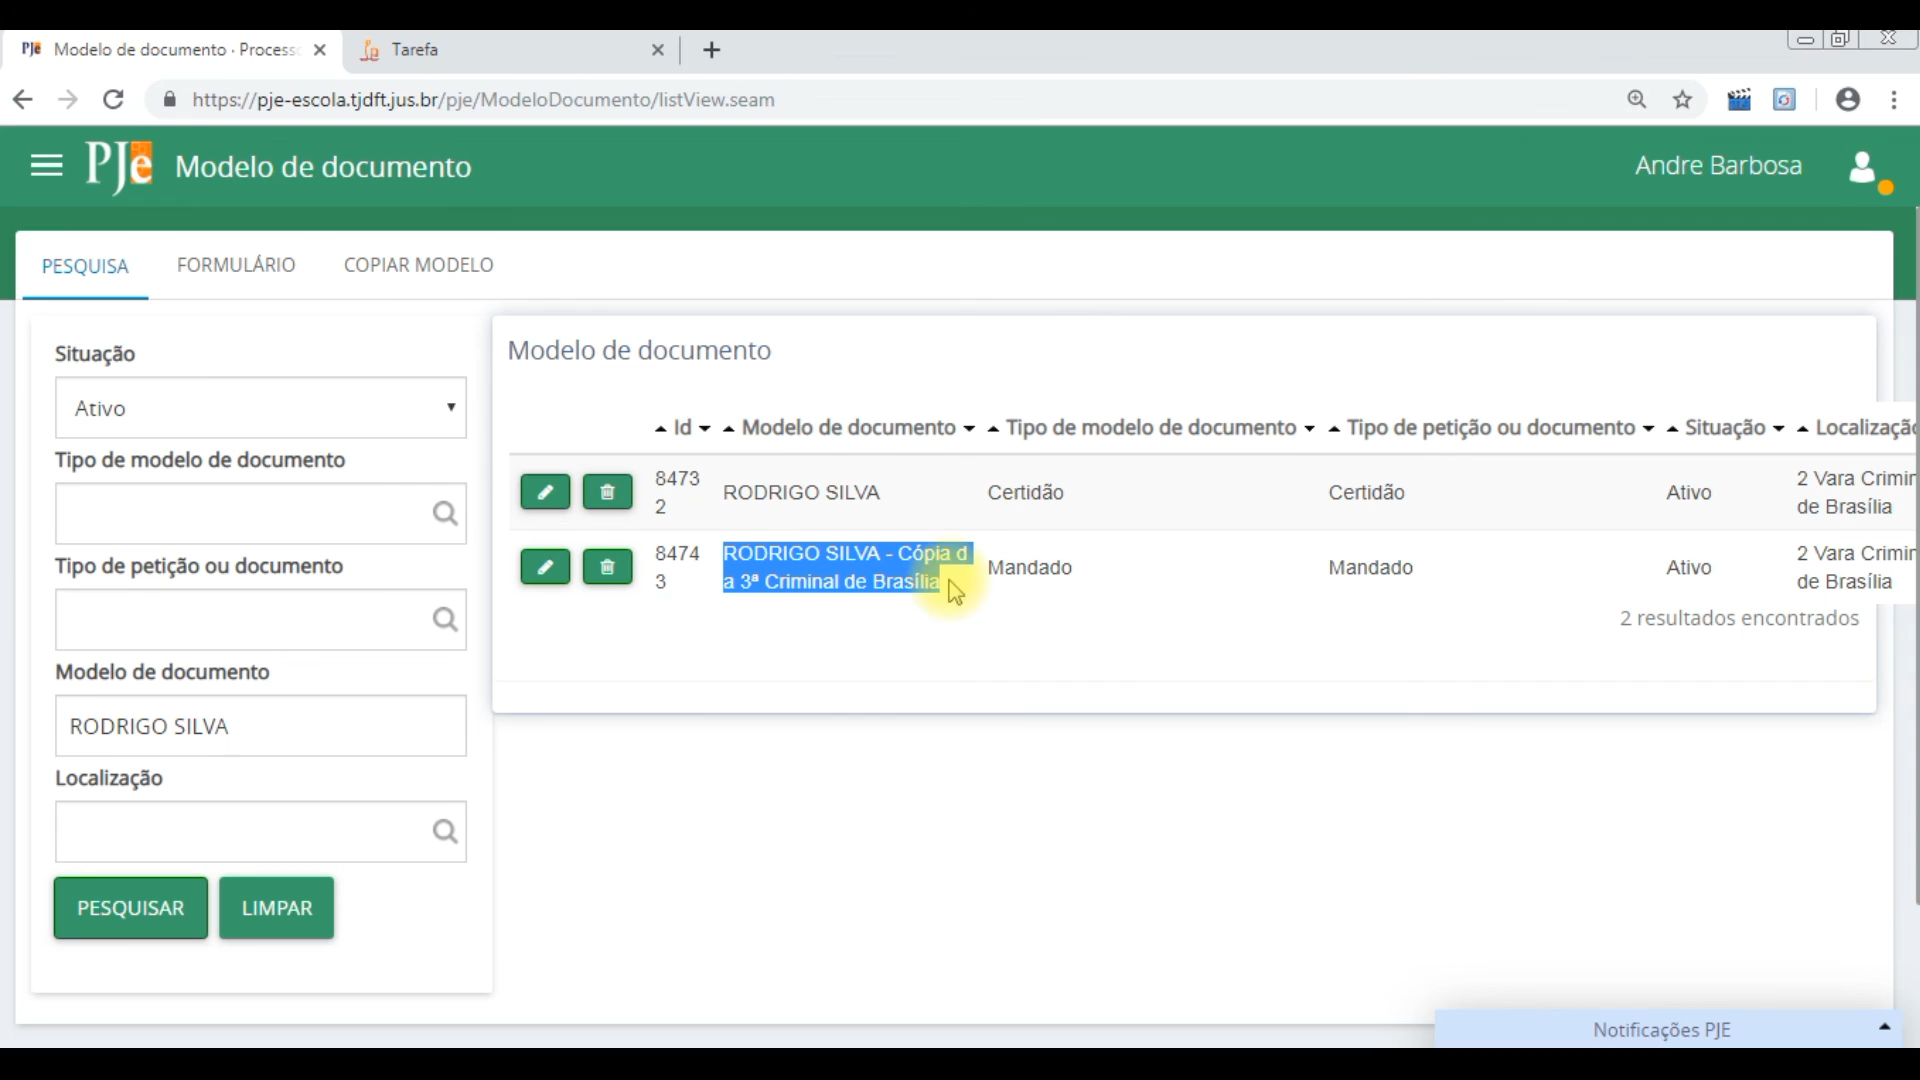 PJe Modelo de documento · Process
Tarefa
https://pje-escola.tjdft.jus.br/pje/ModeloDocumento/listView.seam
PJe Modelo de documento
Andre Barbosa
PESQUISA FORMULÁRIO COPIAR MODELO
Situação
Ativo
Tipo de modelo de documento
Tipo de petição ou documento
Modelo de documento
RODRIGO SILVA
Localização
PESQUISAR LIMPAR
Modelo de documento
Id Modelo de documento Tipo de modelo de documento Tipo de petição ou documento Situação Localização
8473
2
RODRIGO SILVA
Certidão
Certidão
Ativo
2 Vara Crimin
de Brasília
8474
3
RODRIGO SILVA - Cópia d
a 3ª Criminal de Brasília
Mandado
Mandado
Ativo
2 Vara Crimin
de Brasília
2 resultados encontrados
Notificações PJE